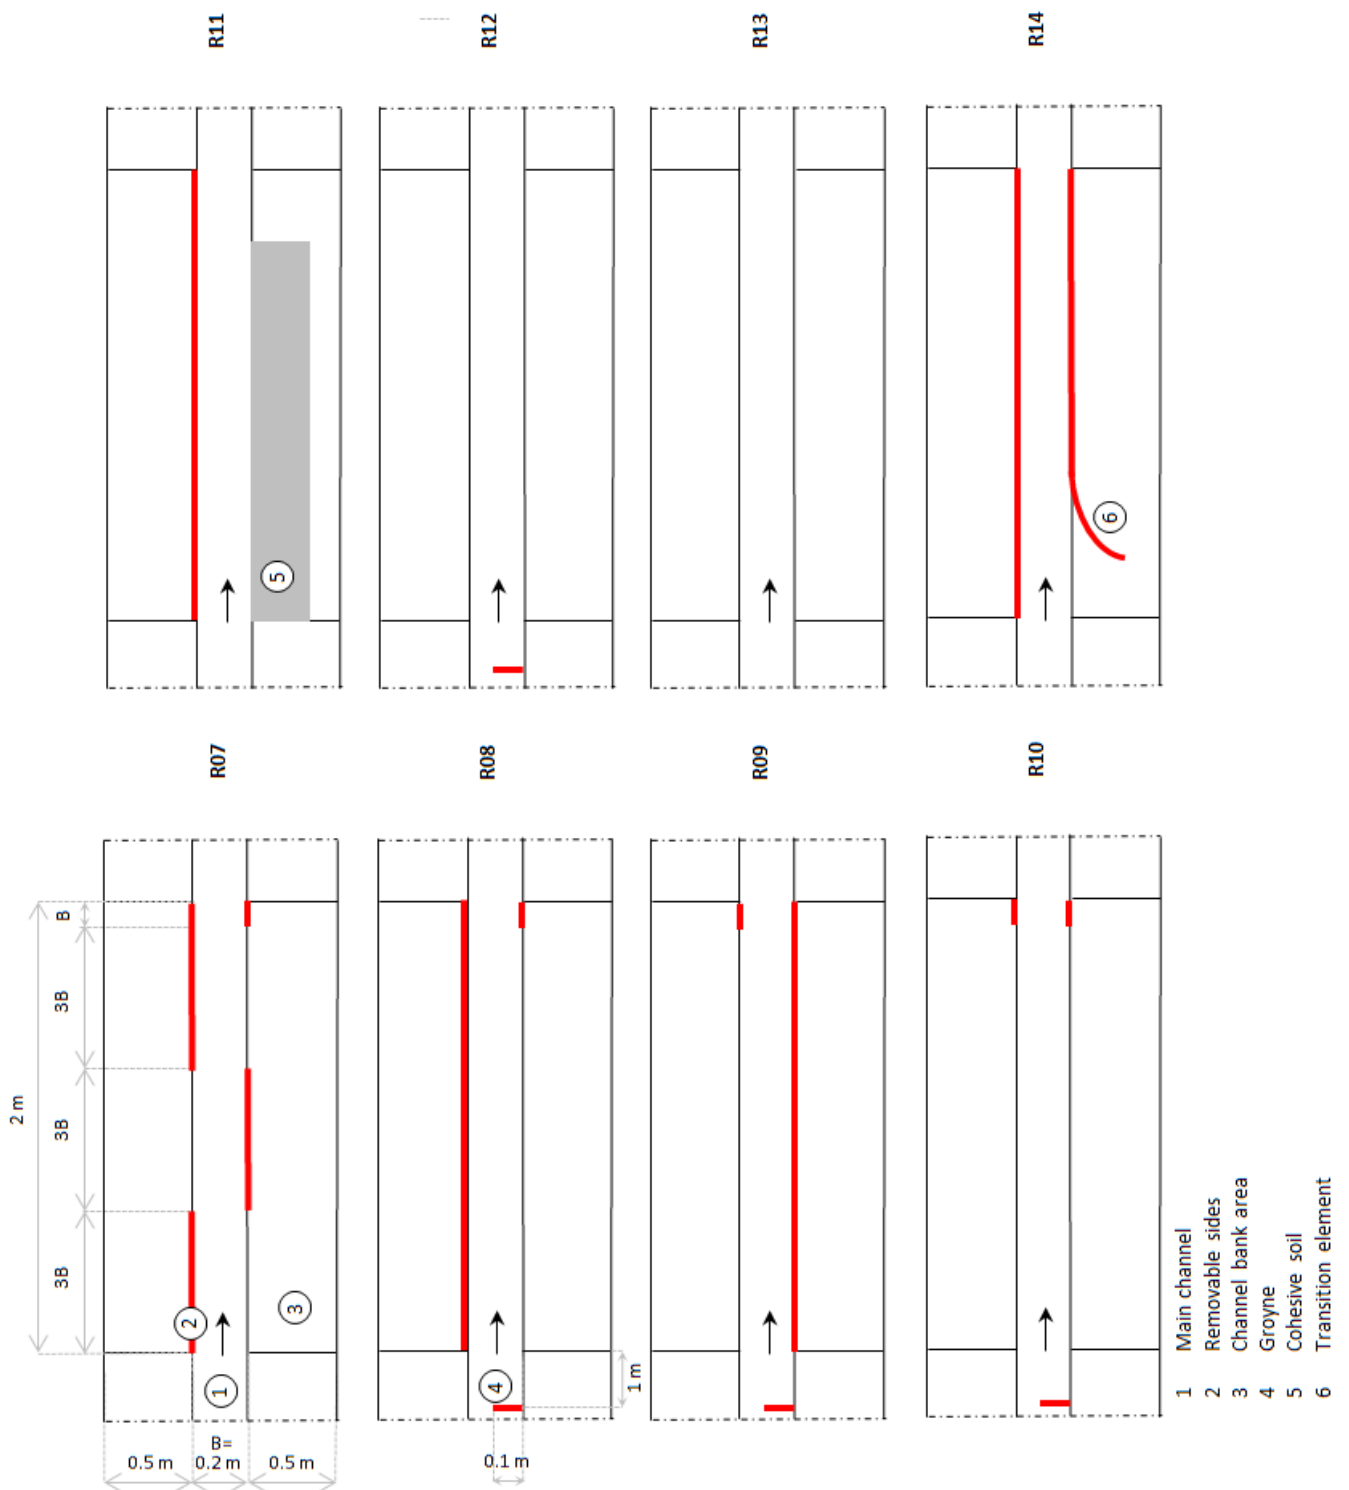 R11
R12
R13
R14
5
6
R07
R08
R09
R10
B
3B
3B
3B
2 m
2
1
3
4
1 m
0.5 m
B=
0.2 m
0.5 m
0.1 m
1 Main channel
2 Removable sides
3 Channel bank area
4 Groyne
5 Cohesive soil
6 Transition element